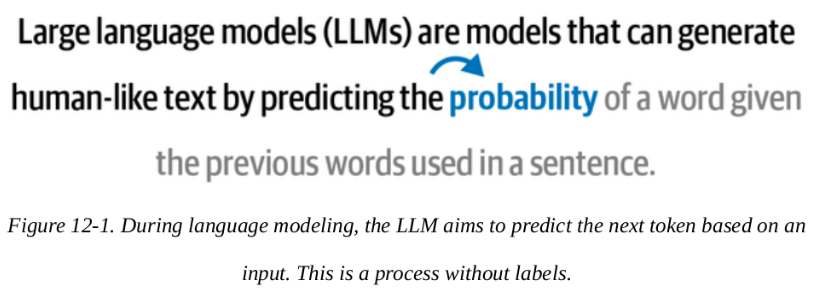 Large language models (LLMs) are models that can generate
human-like text by predicting the probability of a word given
the previous words used in a sentence.
Figure 12-1. During language modeling, the LLM aims to predict the next token based on an
input. This is a process without labels.